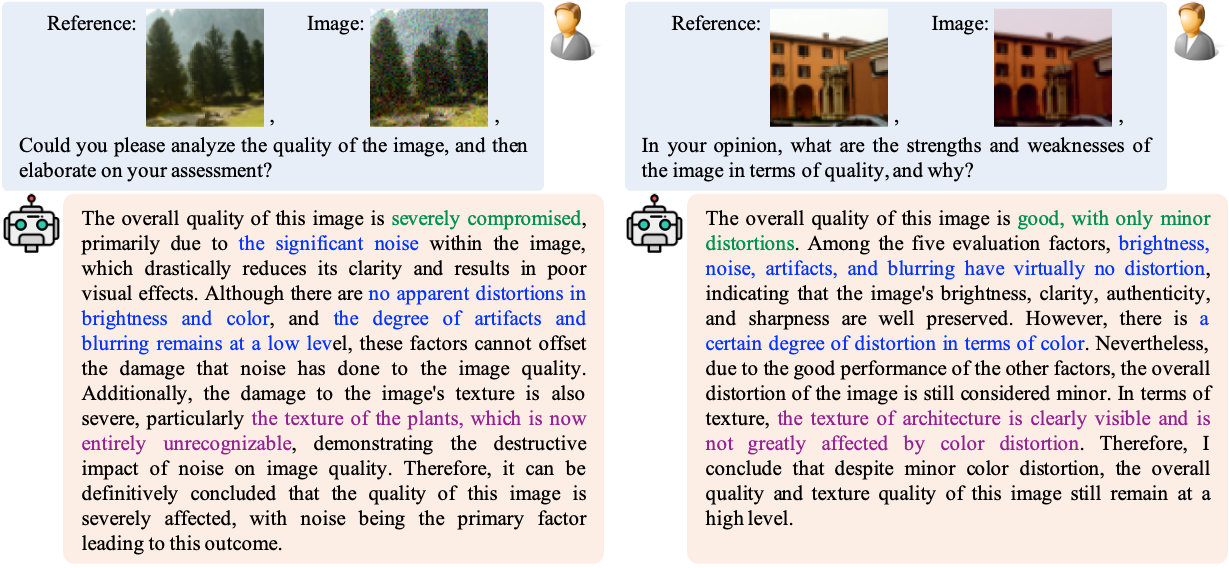 Reference:
Image:
,
,
Could you please analyze the quality of the image, and then
elaborate on your assessment?
The overall quality of this image is severely compromised,
primarily due to the significant noise within the image,
which drastically reduces its clarity and results in poor
visual effects. Although there are no apparent distortions in
brightness and color, and the degree of artifacts and
blurring remains at a low level, these factors cannot offset
the damage that noise has done to the image quality.
Additionally, the damage to the image's texture is also
severe, particularly the texture of the plants, which is now
entirely unrecognizable, demonstrating the destructive
impact of noise on image quality. Therefore, it can be
definitively concluded that the quality of this image is
severely affected, with noise being the primary factor
leading to this outcome.
Reference:
Image:
,
,
In your opinion, what are the strengths and weaknesses of
the image in terms of quality, and why?
The overall quality of this image is good, with only minor
distortions. Among the five evaluation factors, brightness,
noise, artifacts, and blurring have virtually no distortion,
indicating that the image's brightness, clarity, authenticity,
and sharpness are well preserved. However, there is a
certain degree of distortion in terms of color. Nevertheless,
due to the good performance of the other factors, the overall
distortion of the image is still considered minor. In terms of
texture, the texture of architecture is clearly visible and is
not greatly affected by color distortion. Therefore, I
conclude that despite minor color distortion, the overall
quality and texture quality of this image still remain at a
high level.